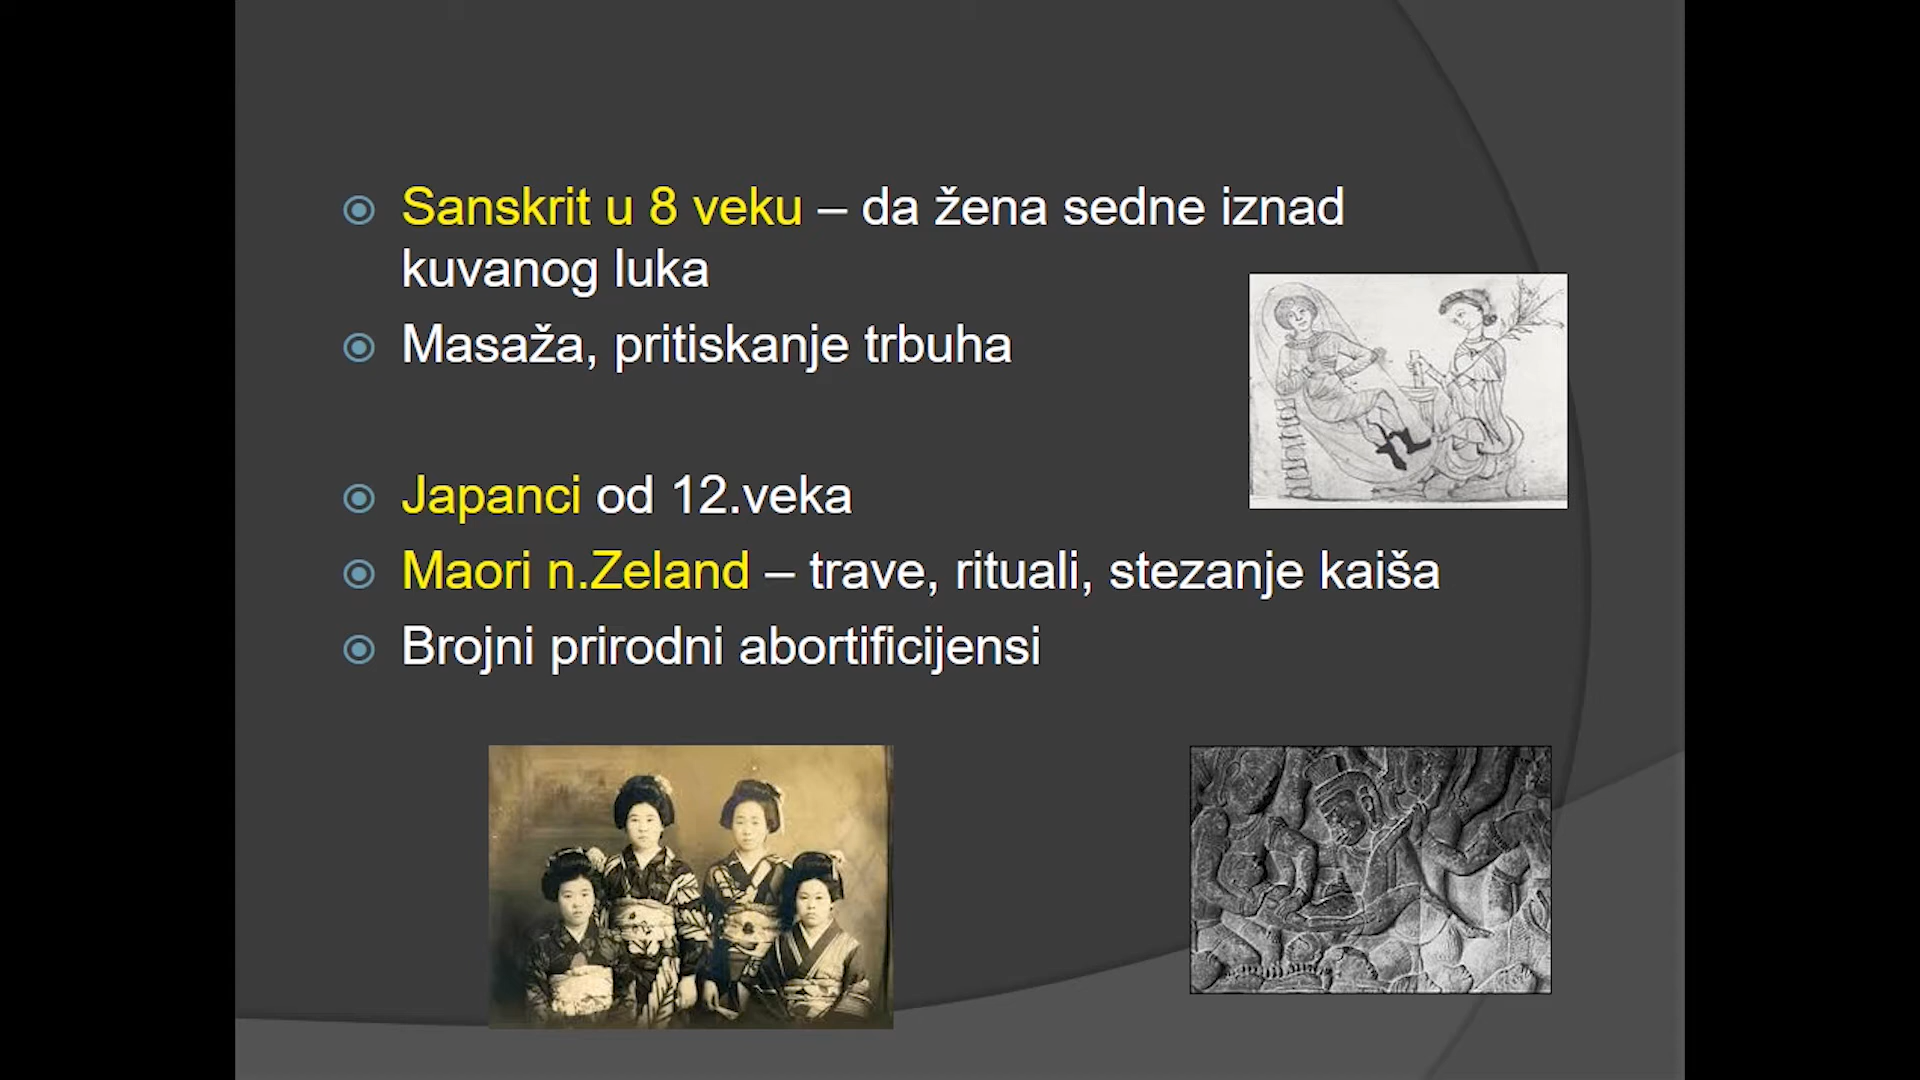 Sanskrit u 8 veku – da žena sedne iznad
kuvanog luka
Masaža, pritiskanje trbuha
Japanci od 12.veka
Maori n.Zeland – trave, rituali, stezanje kaiša
Brojni prirodni abortificijensi